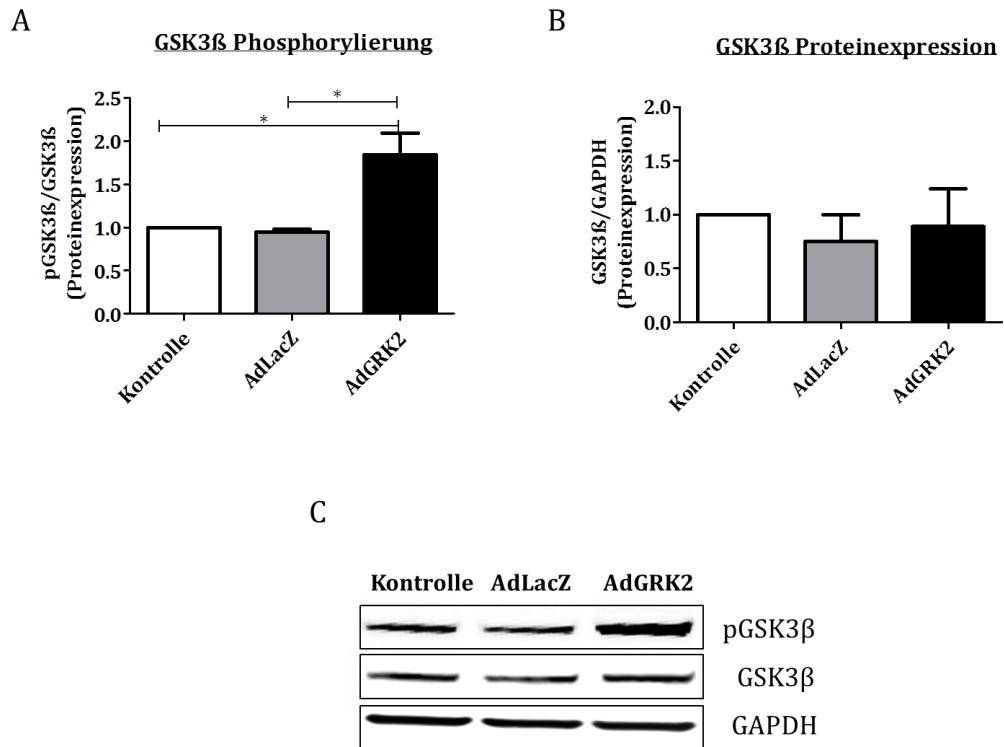 A
GSK3ß Phosphorylierung
pGSK3ß/GSK3ß
(Proteinexpression)
2.5
2.0
1.5
1.0
0.5
0.0
*
*
Kontrolle
AdLacZ
AdGRK2
B
GSK3ß Proteinexpression
GSK3ß/GAPDH
(Proteinexpression)
2.0
1.5
1.0
0.5
0.0
Kontrolle
AdLacZ
AdGRK2
C
Kontrolle AdLacZ AdGRK2
pGSK3β
GSK3β
GAPDH